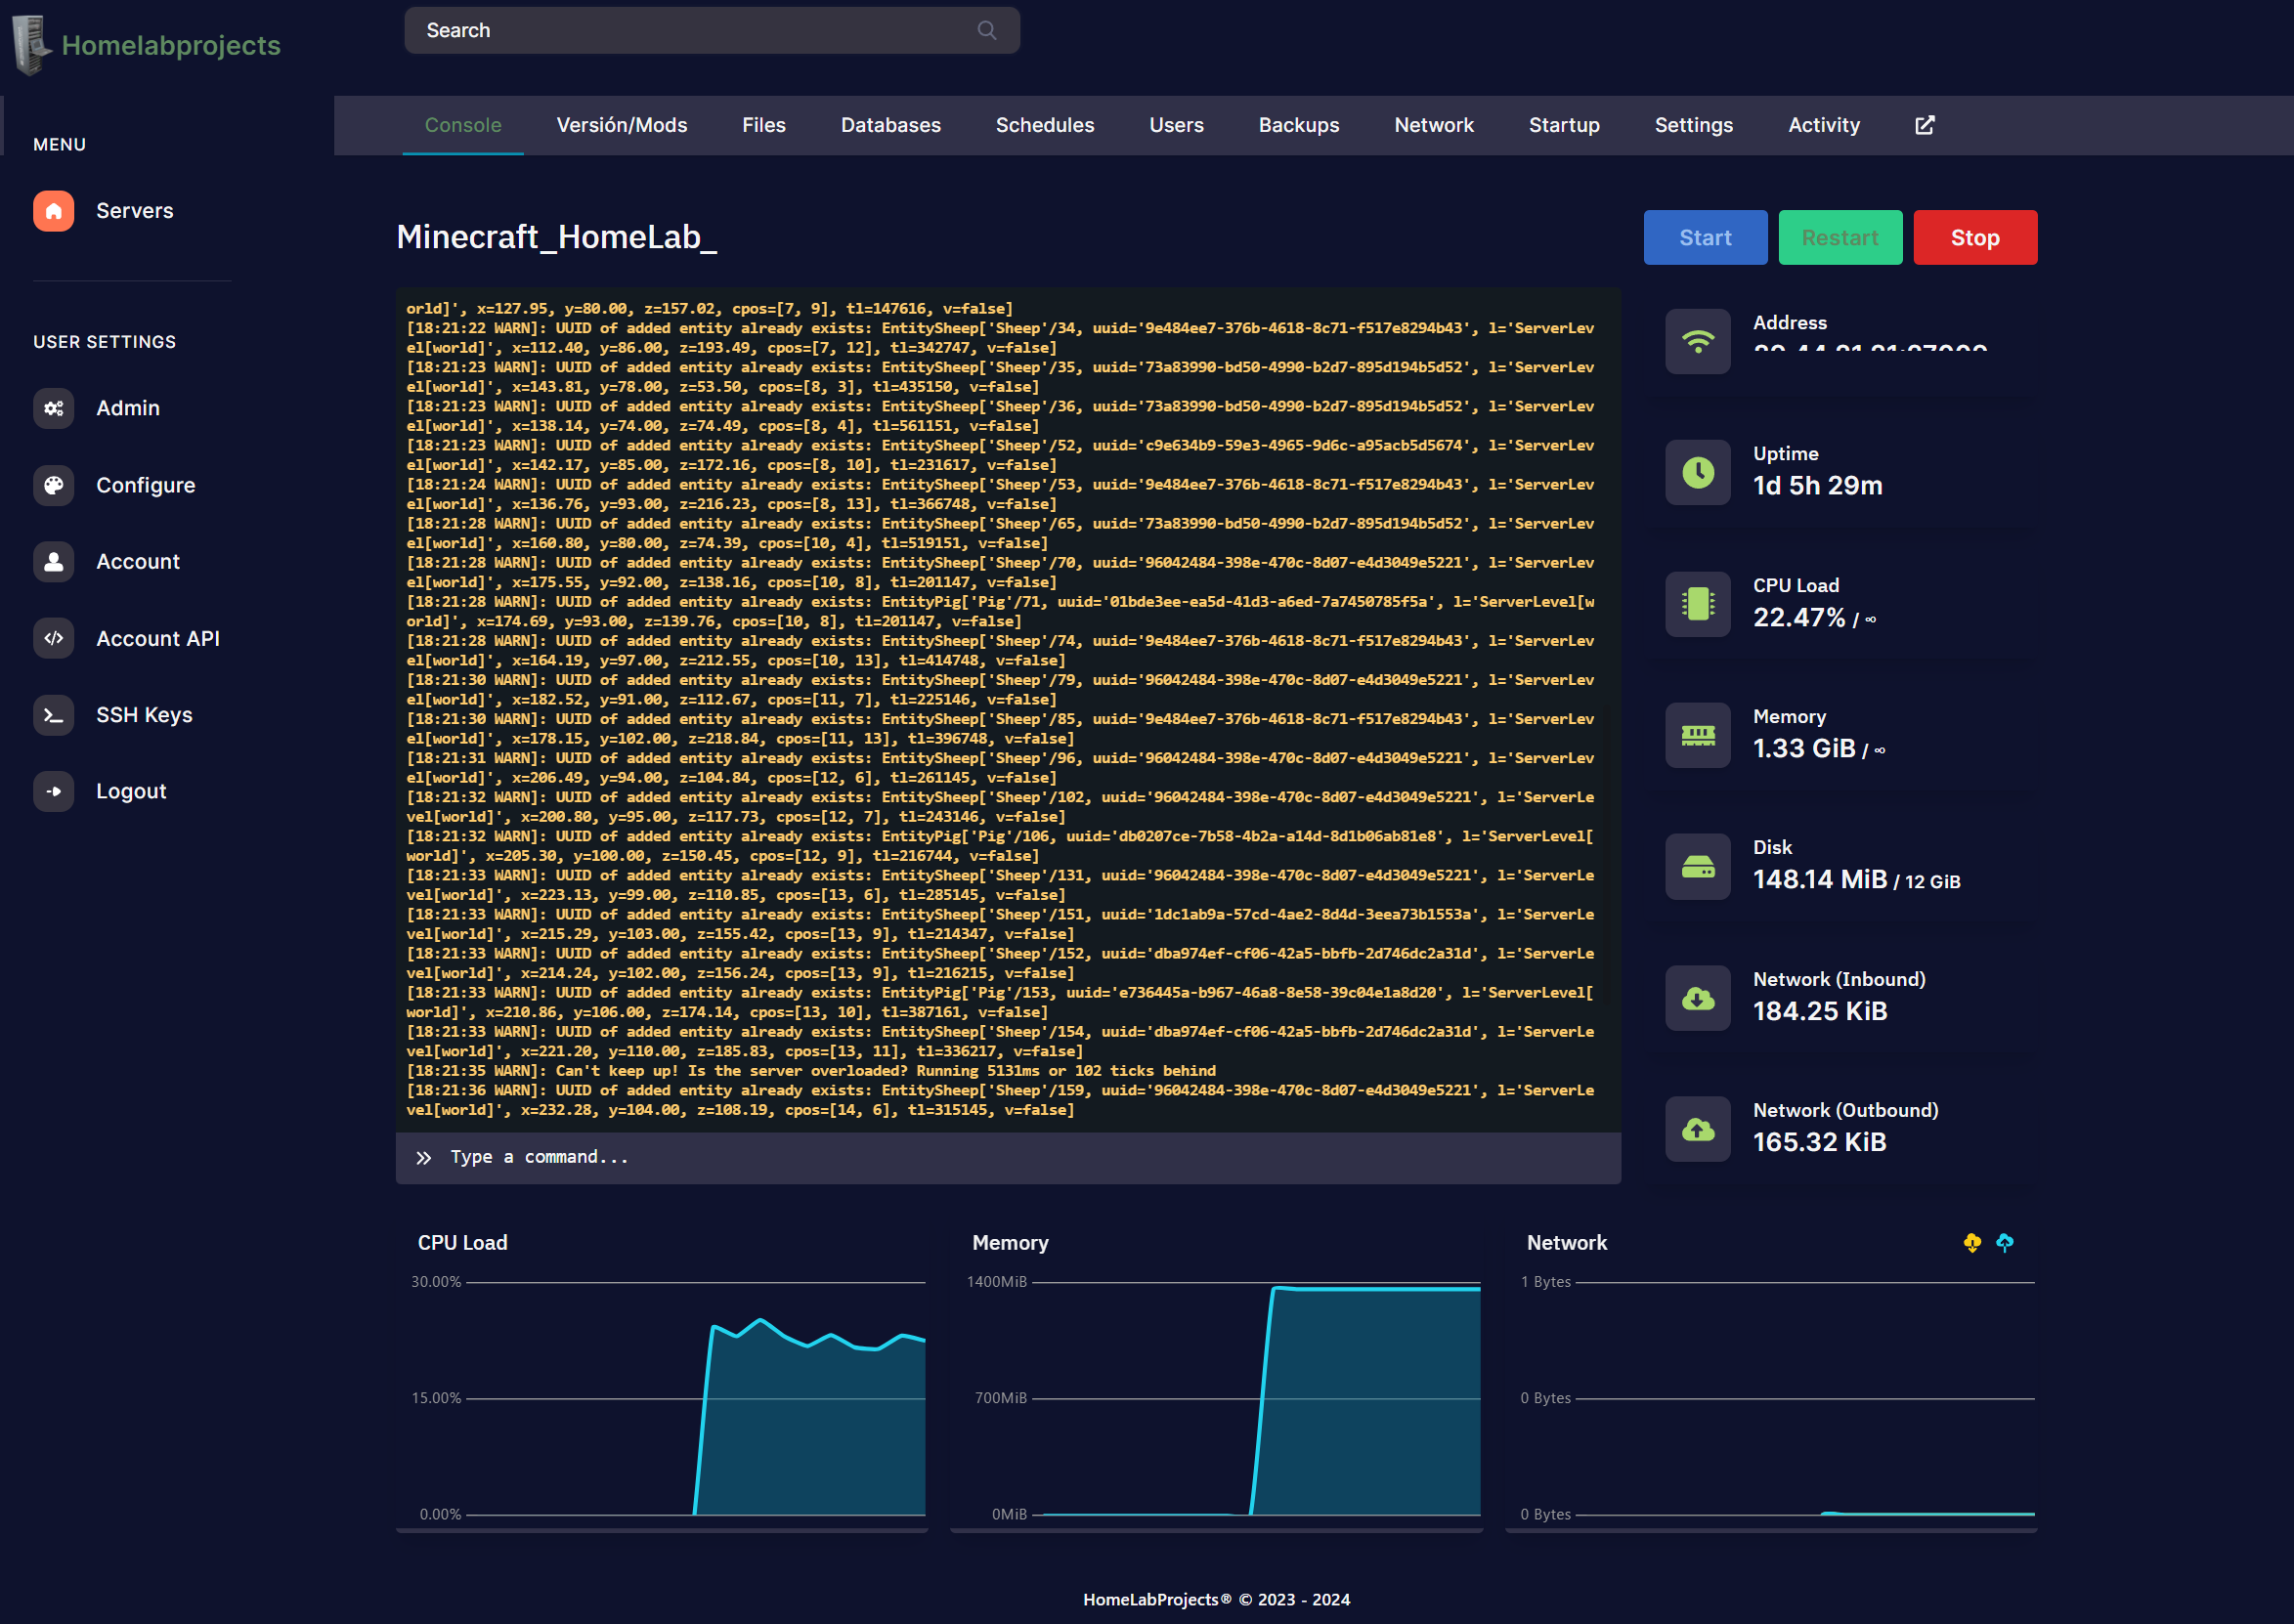 Homelabprojects
Search
MENU
Servers
USER SETTINGS
Admin
Configure
Account
Account API
SSH Keys
Logout
Console Versión/Mods Files Databases Schedules Users Backups Network Startup Settings Activity
Minecraft_HomeLab_
Start Restart Stop
orld]', x=127.95, y=80.00, z=157.02, cpos=[7, 9], tl=147616, v=false]
[18:21:22 WARN]: UUID of added entity already exists: EntitySheep['Sheep'/34, uuid='9e484ee7-376b-4618-8c71-f517e8294b43', l='ServerLev
el[world]', x=112.40, y=86.00, z=193.49, cpos=[7, 12], tl=342747, v=false]
[18:21:23 WARN]: UUID of added entity already exists: EntitySheep['Sheep'/35, uuid='73a83990-bd50-4990-b2d7-895d194b5d52', l='ServerLev
el[world]', x=143.81, y=78.00, z=53.50, cpos=[8, 3], tl=435150, v=false]
[18:21:23 WARN]: UUID of added entity already exists: EntitySheep['Sheep'/36, uuid='73a83990-bd50-4990-b2d7-895d194b5d52', l='ServerLev
el[world]', x=138.14, y=74.00, z=74.49, cpos=[8, 4], tl=561151, v=false]
[18:21:23 WARN]: UUID of added entity already exists: EntitySheep['Sheep'/52, uuid='c9e634b9-59e3-4965-9d6c-a95acb5d5674', l='ServerLev
el[world]', x=142.17, y=85.00, z=172.16, cpos=[8, 10], tl=231617, v=false]
[18:21:24 WARN]: UUID of added entity already exists: EntitySheep['Sheep'/53, uuid='9e484ee7-376b-4618-8c71-f517e8294b43', l='ServerLev
el[world]', x=136.76, y=93.00, z=216.23, cpos=[8, 13], tl=366748, v=false]
[18:21:28 WARN]: UUID of added entity already exists: EntitySheep['Sheep'/65, uuid='73a83990-bd50-4990-b2d7-895d194b5d52', l='ServerLev
el[world]', x=160.80, y=80.00, z=74.39, cpos=[10, 4], tl=519151, v=false]
[18:21:28 WARN]: UUID of added entity already exists: EntitySheep['Sheep'/70, uuid='96042484-398e-470c-8d07-e4d3049e5221', l='ServerLev
el[world]', x=175.55, y=92.00, z=138.16, cpos=[10, 8], tl=201147, v=false]
[18:21:28 WARN]: UUID of added entity already exists: EntityPig['Pig'/71, uuid='01bde3ee-ea5d-41d3-a6ed-7a7450785f5a', l='ServerLevel[w
orld]', x=174.69, y=93.00, z=139.76, cpos=[10, 8], tl=201147, v=false]
[18:21:28 WARN]: UUID of added entity already exists: EntitySheep['Sheep'/74, uuid='9e484ee7-376b-4618-8c71-f517e8294b43', l='ServerLev
el[world]', x=164.19, y=97.00, z=212.55, cpos=[10, 13], tl=414748, v=false]
[18:21:30 WARN]: UUID of added entity already exists: EntitySheep['Sheep'/79, uuid='96042484-398e-470c-8d07-e4d3049e5221', l='ServerLev
el[world]', x=182.52, y=91.00, z=112.67, cpos=[11, 7], tl=225146, v=false]
[18:21:30 WARN]: UUID of added entity already exists: EntitySheep['Sheep'/85, uuid='9e484ee7-376b-4618-8c71-f517e8294b43', l='ServerLev
el[world]', x=178.15, y=102.00, z=218.84, cpos=[11, 13], tl=396748, v=false]
[18:21:31 WARN]: UUID of added entity already exists: EntitySheep['Sheep'/96, uuid='96042484-398e-470c-8d07-e4d3049e5221', l='ServerLev
el[world]', x=206.49, y=94.00, z=104.84, cpos=[12, 6], tl=261145, v=false]
[18:21:32 WARN]: UUID of added entity already exists: EntitySheep['Sheep'/102, uuid='96042484-398e-470c-8d07-e4d3049e5221', l='ServerLe
vel[world]', x=200.80, y=95.00, z=117.73, cpos=[12, 7], tl=243146, v=false]
[18:21:32 WARN]: UUID of added entity already exists: EntityPig['Pig'/106, uuid='db0207ce-7b58-4b2a-a14d-8d1b06ab81e8', l='ServerLevel[
world]', x=205.30, y=100.00, z=150.45, cpos=[12, 9], tl=216744, v=false]
[18:21:33 WARN]: UUID of added entity already exists: EntitySheep['Sheep'/131, uuid='96042484-398e-470c-8d07-e4d3049e5221', l='ServerLe
vel[world]', x=223.13, y=99.00, z=110.85, cpos=[13, 6], tl=285145, v=false]
[18:21:33 WARN]: UUID of added entity already exists: EntitySheep['Sheep'/151, uuid='1dc1ab9a-57cd-4ae2-8d4d-3eea73b1553a', l='ServerLe
vel[world]', x=215.29, y=103.00, z=155.42, cpos=[13, 9], tl=214347, v=false]
[18:21:33 WARN]: UUID of added entity already exists: EntitySheep['Sheep'/152, uuid='dba974ef-cf06-42a5-bbfb-2d746dc2a31d', l='ServerLe
vel[world]', x=214.24, y=102.00, z=156.24, cpos=[13, 9], tl=216215, v=false]
[18:21:33 WARN]: UUID of added entity already exists: EntityPig['Pig'/153, uuid='e736445a-b967-46a8-8e58-39c04e1a8d20', l='ServerLevel[
world]', x=210.86, y=106.00, z=174.14, cpos=[13, 10], tl=387161, v=false]
[18:21:33 WARN]: UUID of added entity already exists: EntitySheep['Sheep'/154, uuid='dba974ef-cf06-42a5-bbfb-2d746dc2a31d', l='ServerLe
vel[world]', x=221.20, y=110.00, z=185.83, cpos=[13, 11], tl=336217, v=false]
[18:21:35 WARN]: Can't keep up! Is the server overloaded? Running 5131ms or 102 ticks behind
[18:21:36 WARN]: UUID of added entity already exists: EntitySheep['Sheep'/159, uuid='96042484-398e-470c-8d07-e4d3049e5221', l='ServerLe
vel[world]', x=232.28, y=104.00, z=108.19, cpos=[14, 6], tl=315145, v=false]
Type a command...
Address
Uptime
1d 5h 29m
CPU Load
22.47% / ∞
Memory
1.33 GiB / ∞
Disk
148.14 MiB / 12 GiB
Network (Inbound)
184.25 KiB
Network (Outbound)
165.32 KiB
CPU Load
30.00%
15.00%
0.00%
Memory
1400MiB
700MiB
0MiB
Network
1 Bytes
0 Bytes
0 Bytes
HomeLabProjects® © 2023 - 2024